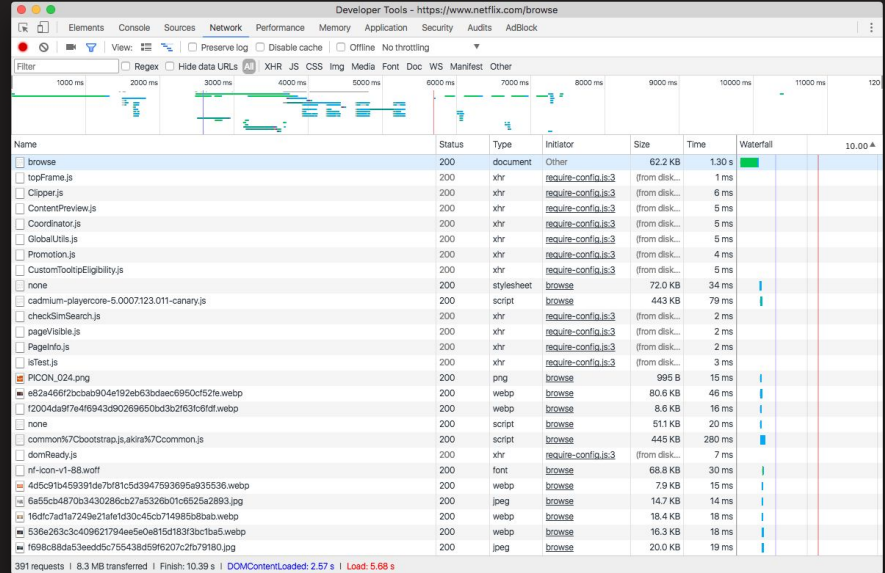 Developer Tools - https://www.netflix.com/browse
Elements Console Sources Network Performance Memory Application Security Audits AdBlock
View: Preserve log Disable cache Offline No throttling
Filter Regex Hide data URLs All XHR JS CSS Img Media Font Doc WS Manifest Other
1000 ms 2000 ms 3000 ms 4000 ms 5000 ms 6000 ms 7000 ms 8000 ms 9000 ms 10000 ms 11000 ms 120
Name Status Type Initiator Size Time Waterfall 10.00
browse 200 document Other 62.2 KB 1.30 s
topFrame.js 200 xhr require-config.js:3 (from disk... 1 ms
Clipper.js 200 xhr require-config.js:3 (from disk... 6 ms
ContentPreview.js 200 xhr require-config.js:3 (from disk... 5 ms
Coordinator.js 200 xhr require-config.js:3 (from disk... 5 ms
GlobalUtils.js 200 xhr require-config.js:3 (from disk... 5 ms
Promotion.js 200 xhr require-config.js:3 (from disk... 4 ms
CustomTooltipEligibility.js 200 xhr require-config.js:3 (from disk... 5 ms
none 200 stylesheet browse 72.0 KB 34 ms
cadmium-playercore-5.0007.123.011-canary.js 200 script browse 443 KB 79 ms
checkSimSearch.js 200 xhr require-config.js:3 (from disk... 2 ms
pageVisible.js 200 xhr require-config.js:3 (from disk... 2 ms
PageInfo.js 200 xhr require-config.js:3 (from disk... 2 ms
isTest.js 200 xhr require-config.js:3 (from disk... 3 ms
PICON_024.png 200 png browse 995 B 15 ms
e82a466f2bcbab904e192eb63bdaec6950cf52fe.webp 200 webp browse 80.6 KB 46 ms
f2004da9f7e4f6943d90269650bd3b2f63fc6fdf.webp 200 webp browse 8.6 KB 16 ms
none 200 script browse 51.1 KB 20 ms
common%7Cbootstrap.js,akira%7Ccommon.js 200 script browse 445 KB 280 ms
domReady.js 200 xhr require-config.js:3 (from disk... 7 ms
nf-icon-v1-88.woff 200 font browse 68.8 KB 30 ms
4d5c91b459391de7bf81c5d3947593695a935536.webp 200 webp browse 7.9 KB 15 ms
6a55cb4870b3430286cb27a5326b01c6525a2893.jpg 200 jpeg browse 14.7 KB 14 ms
16dfc7ad1a7249e21afe1d30c45cb714985b8bab.webp 200 webp browse 18.4 KB 18 ms
536e263c3c409621794ee5e0e815d183f3bc1ba5.webp 200 webp browse 16.3 KB 18 ms
f698c88da53eedd5c755438d59f6207c2fb79180.jpg 200 jpeg browse 20.0 KB 19 ms
391 requests | 8.3 MB transferred | Finish: 10.39 s | DOMContentLoaded: 2.57 s | Load: 5.68 s